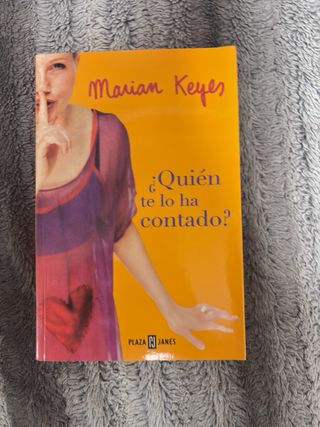 Marian Keyes
¿Quién
te lo ha
contado?
PLAZA JANÉS